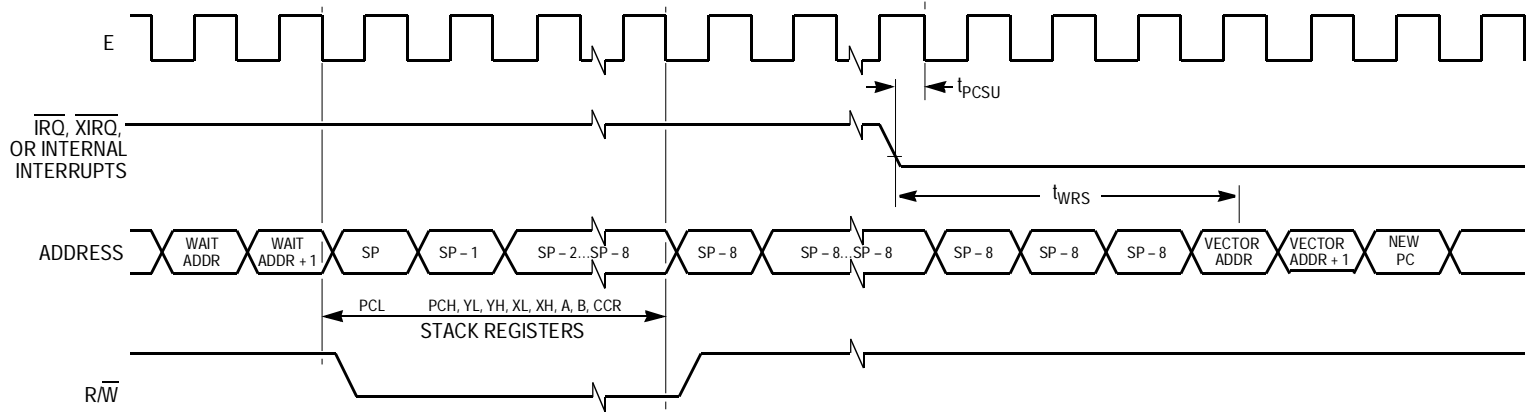 E
tPCSU
IRQ, XIRQ,
OR INTERNAL
INTERRUPTS
tWRS
ADDRESS
WAIT
ADDR
WAIT
ADDR + 1
SP
SP – 1
SP – 2...SP – 8
SP – 8
SP – 8...SP – 8
SP – 8
SP – 8
SP – 8
VECTOR
ADDR
VECTOR
ADDR + 1
NEW
PC
PCL
PCH, YL, YH, XL, XH, A, B, CCR
STACK REGISTERS
R/W